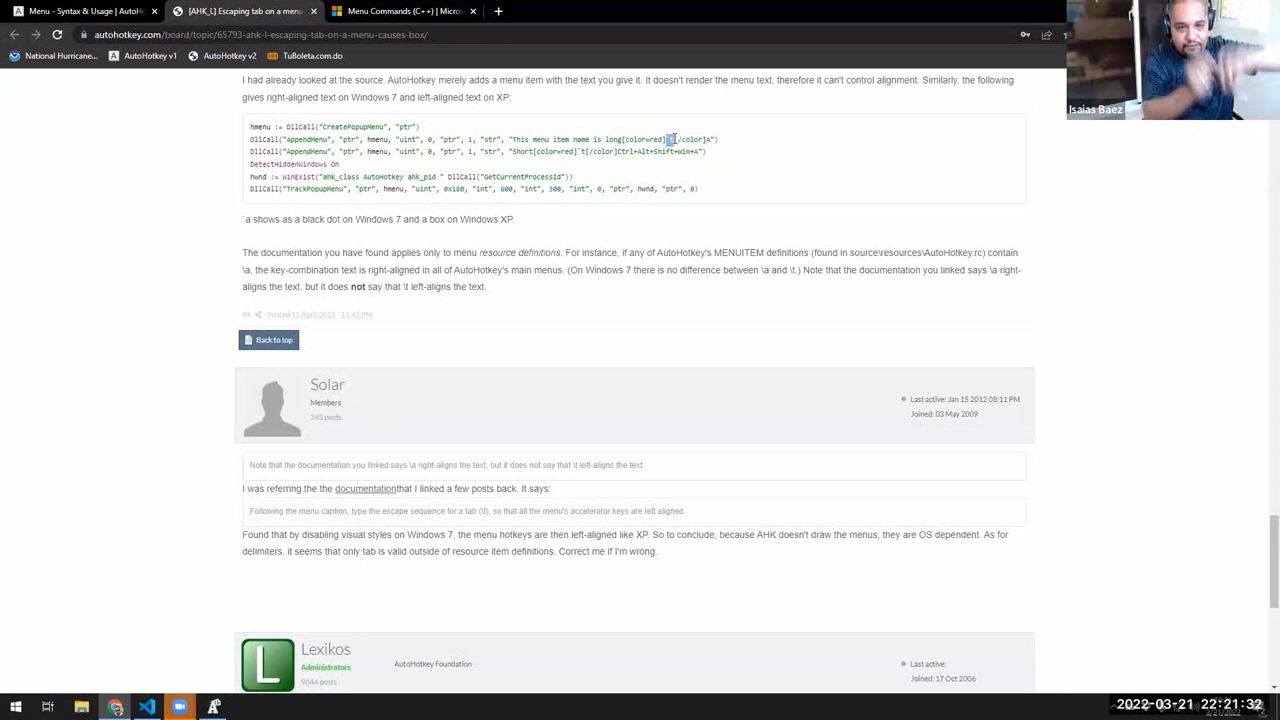 Menu - Syntax & Usage | AutoHo
[AHK_L] Escaping tab on a menu
Menu Commands (C++) | Micros
autohotkey.com/board/topic/65793-ahk-l-escaping-tab-on-a-menu-causes-box/
National Hurricane...
AutoHotkey v1
AutoHotkey v2
TuBoleta.com.do
Isaias Baez
I had already looked at the source. AutoHotkey merely adds a menu item with the text you give it. It doesn't render the menu text, therefore it can't control alignment. Similarly, the following
gives right-aligned text on Windows 7 and left-aligned text on XP:
hmenu := DllCall("CreatePopupMenu", "ptr")
DllCall("AppendMenu", "ptr", hmenu, "uint", 0, "ptr", 1, "str", "This menu item name is long[color=red]`t[/color]A")
DllCall("AppendMenu", "ptr", hmenu, "uint", 0, "ptr", 1, "str", "Short[color=red]`t[/color]Ctrl+Alt+Shift+Win+A")
DetectHiddenWindows On
hwnd := WinExist("ahk_class AutoHotkey ahk_pid " DllCall("GetCurrentProcessId"))
DllCall("TrackPopupMenu", "ptr", hmenu, "uint", 0x180, "int", 600, "int", 300, "int", 0, "ptr", hwnd, "ptr", 0)
`a shows as a black dot on Windows 7 and a box on Windows XP.
The documentation you have found applies only to menu resource definitions. For instance, if any of AutoHotkey's MENUITEM definitions (found in source\resources\AutoHotkey.rc) contain
\a, the key-combination text is right-aligned in all of AutoHotkey's main menus. (On Windows 7 there is no difference between \a and \t.) Note that the documentation you linked says \a right-
aligns the text, but it does not say that \t left-aligns the text.
#9 Posted 11:41 PM
Back to top
Solar
Members
345 posts
Last active: Jan 15 2012 08:11 PM
Joined: 03 May 2009
Note that the documentation you linked says \a right-aligns the text, but it does not say that \t left-aligns the text.
I was referring the the documentationthat I linked a few posts back. It says:
Following the menu caption, type the escape sequence for a tab (\t), so that all the menu's accelerator keys are left aligned
Found that by disabling visual styles on Windows 7, the menu hotkeys are then left-aligned like XP. So to conclude, because AHK doesn't draw the menus, they are OS dependent. As for
delimiters. it seems that only tab is valid outside of resource item definitions. Correct me if I'm wrong.
L
Lexikos
Administrators
9844 posts
AutoHotkey Foundation
Last active:
Joined: 17 Oct 2006
2022-03-21 22:21:32